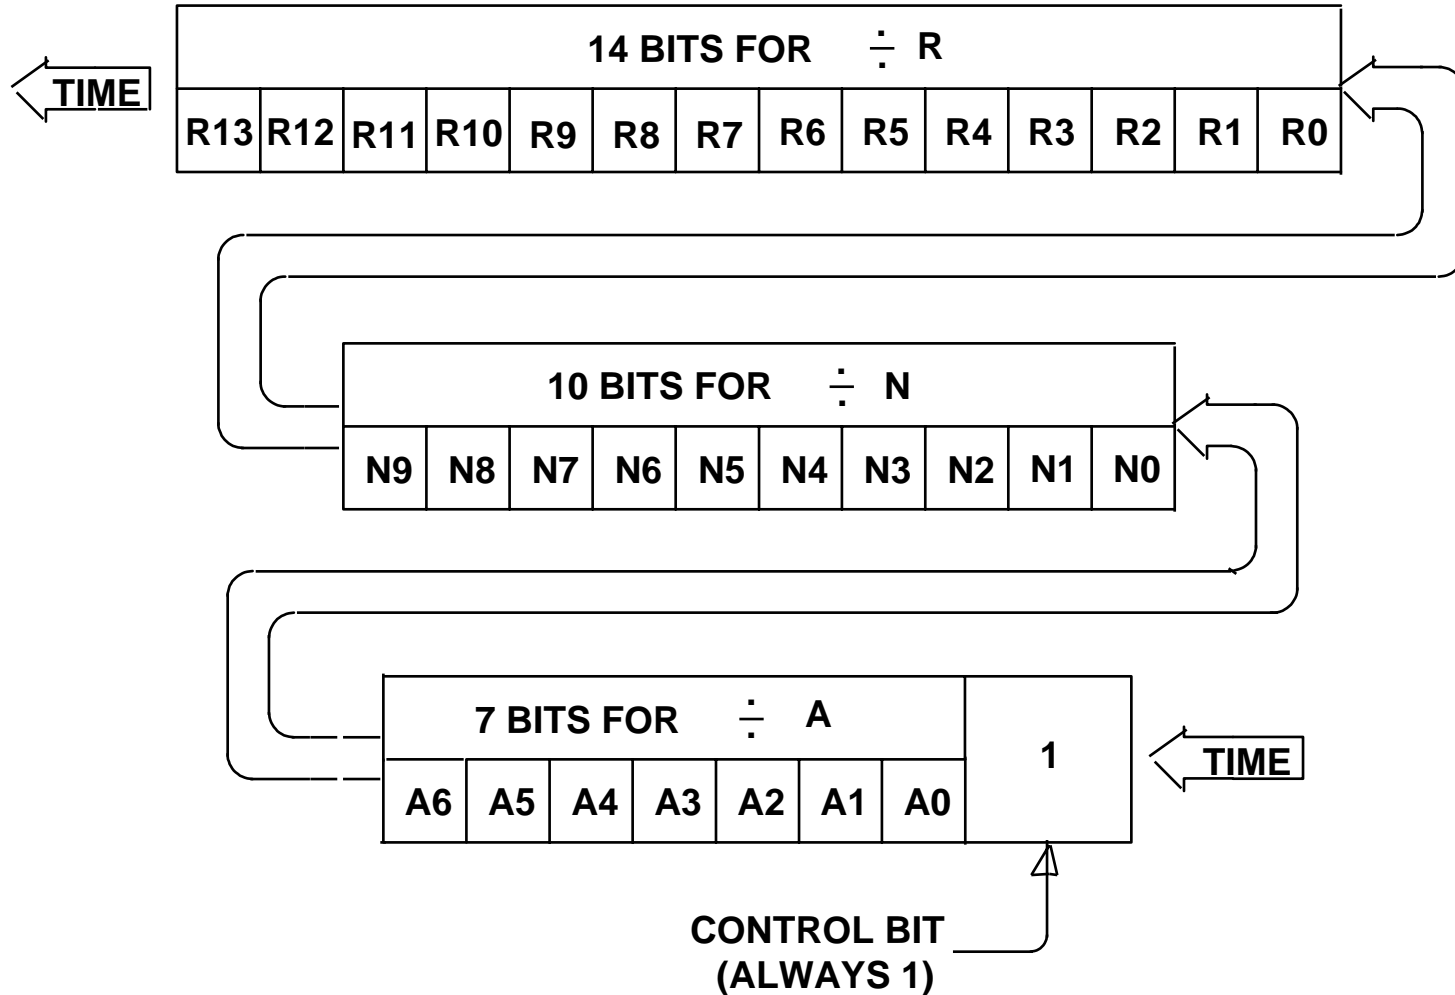 14 BITS FOR ÷ R
TIME
R13 R12 R11 R10 R9 R8 R7 R6 R5 R4 R3 R2 R1 R0
10 BITS FOR ÷ N
N9 N8 N7 N6 N5 N4 N3 N2 N1 N0
7 BITS FOR ÷ A
1
TIME
A6 A5 A4 A3 A2 A1 A0
CONTROL BIT
(ALWAYS 1)